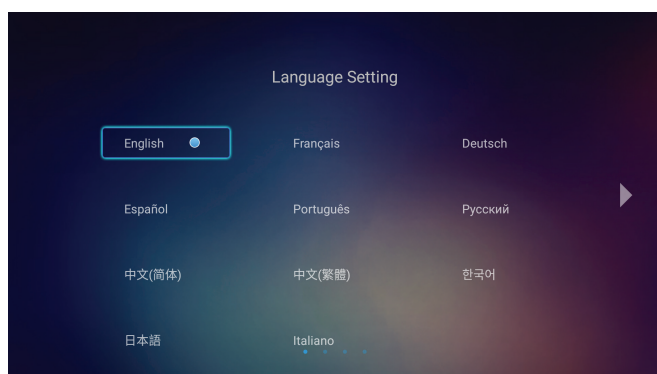 Language Setting
English Français Deutsch
Español Português Русский
中文(简体) 中文(繁體) 한국어
日本語 Italiano